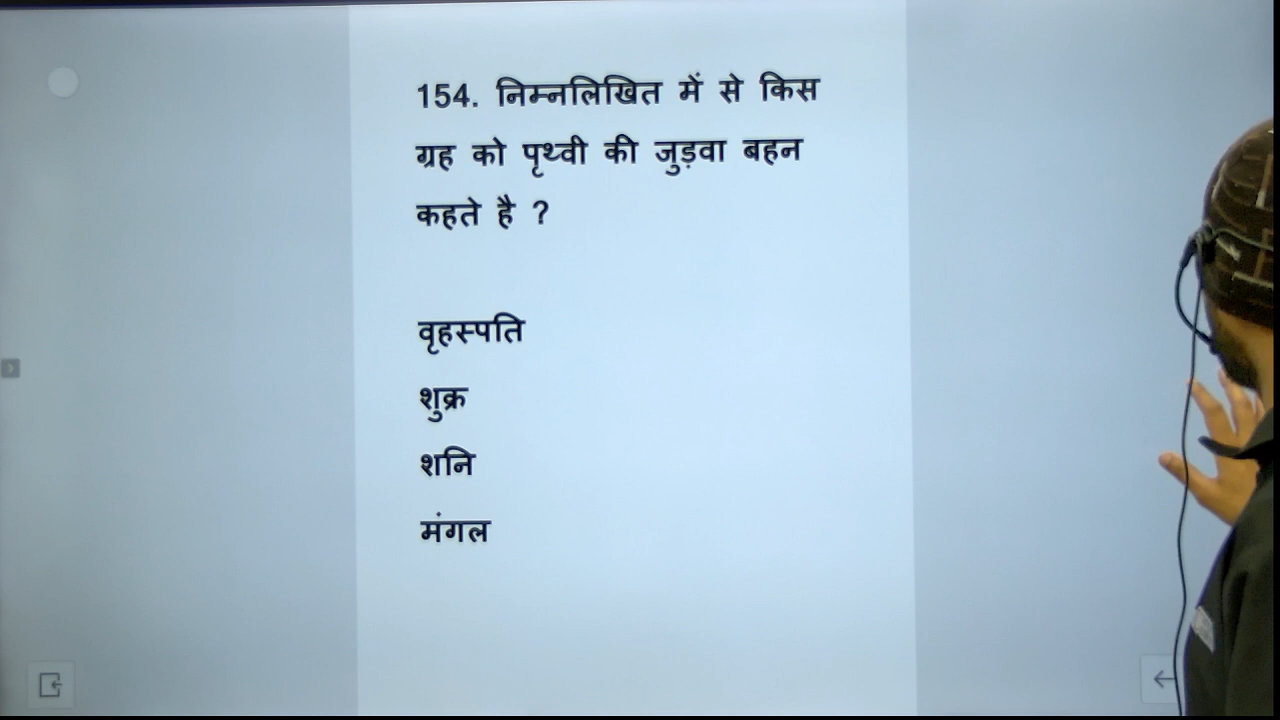 154. निम्नलिखित में से किस
ग्रह को पृथ्वी की जुड़वा बहन
कहते है ?
वृहस्पति
शुक्र
शनि
मंगल